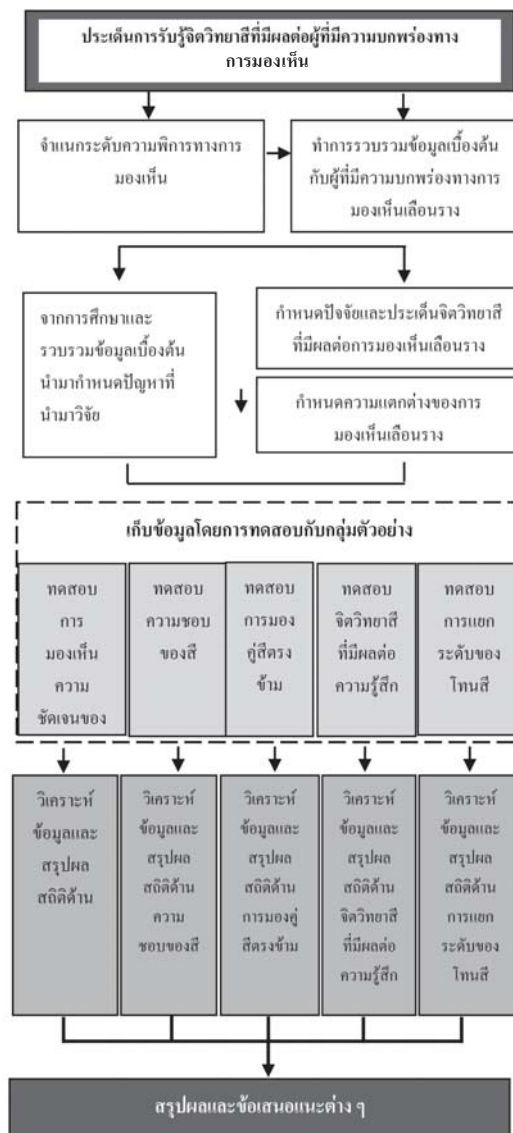 ประเด็นการรับรู้จิตวิทยาสีที่มีผลต่อผู้ที่มีความบกพร่องทาง
การมองเห็น
จำแนกระดับความพิการทางการ
มองเห็น
ทำการรวบรวมข้อมูลเบื้องต้น
กับผู้ที่มีความบกพร่องทางการ
มองเห็นเลือนราง
จากการศึกษาและ
รวบรวมข้อมูลเบื้องต้น
นำมากำหนดปัญหาที่
นำมาวิจัย
กำหนดปัจจัยและประเด็นจิตวิทยาสี
ที่มีผลต่อการมองเห็นเลือนราง
กำหนดความแตกต่างของการ
มองเห็นเลือนราง
เก็บข้อมูลโดยการทดสอบกับกลุ่มตัวอย่าง
ทดสอบ
การ
มองเห็น
ความ
ชัดเจนของ
ทดสอบ
ความชอบ
ของสี
ทดสอบ
การมอง
คู่สีตรง
ข้าม
ทดสอบ
จิตวิทยาสี
ที่มีผลต่อ
ความรู้สึก
ทดสอบ
การแยก
ระดับของ
โทนสี
วิเคราะห์
ข้อมูลและ
สรุปผล
สถิติด้าน
วิเคราะห์
ข้อมูลและ
สรุปผล
สถิติด้าน
ความ
ชอบของสี
วิเคราะห์
ข้อมูลและ
สรุปผล
สถิติด้าน
การมองคู่
สีตรงข้าม
วิเคราะห์
ข้อมูลและ
สรุปผล
สถิติด้าน
จิตวิทยาสี
ที่มีผลต่อ
ความรู้สึก
วิเคราะห์
ข้อมูลและ
สรุปผล
สถิติด้าน
การแยก
ระดับของ
โทนสี
สรุปผลและข้อเสนอแนะต่าง ๆ